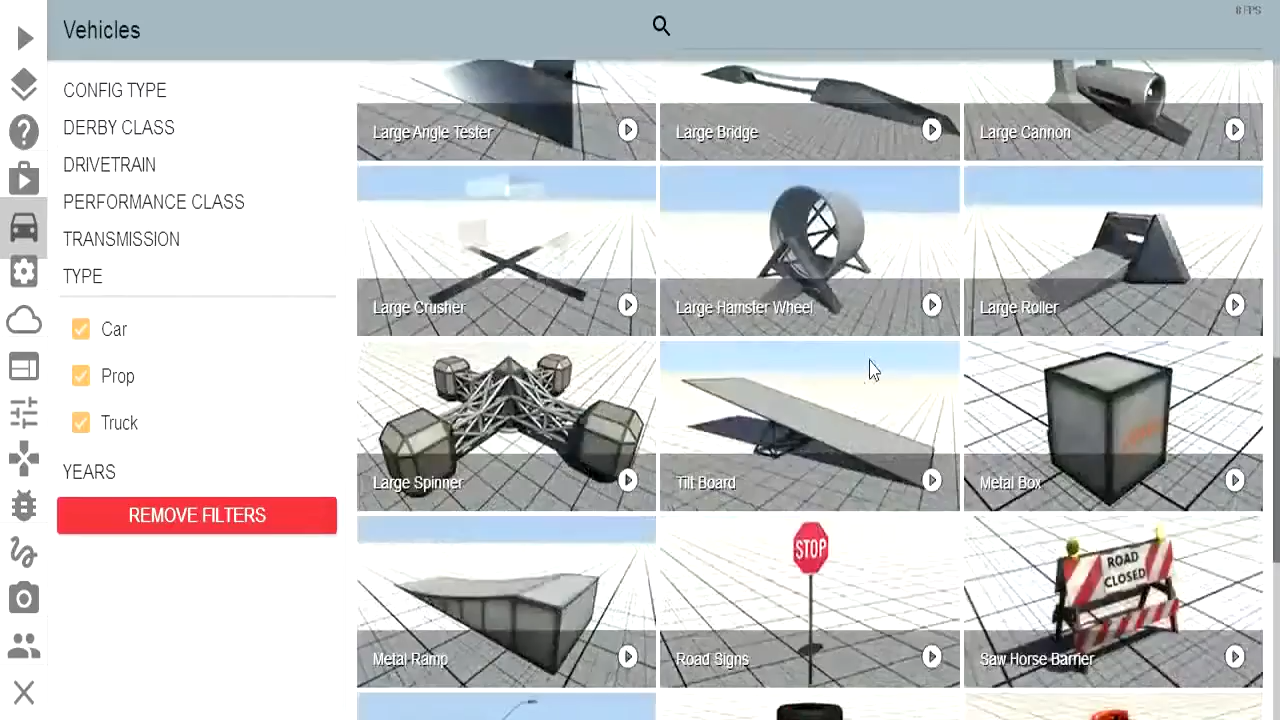 Vehicles
8 FPS
CONFIG TYPE
DERBY CLASS
DRIVETRAIN
PERFORMANCE CLASS
TRANSMISSION
TYPE
Car
Prop
Truck
YEARS
REMOVE FILTERS
Large Angle Tester
Large Bridge
Large Cannon
Large Crusher
Large Hamster Wheel
Large Roller
Large Spinner
Tilt Board
Metal Box
STOP
ROAD
CLOSED
Metal Ramp
Road Signs
Saw Horse Barrier